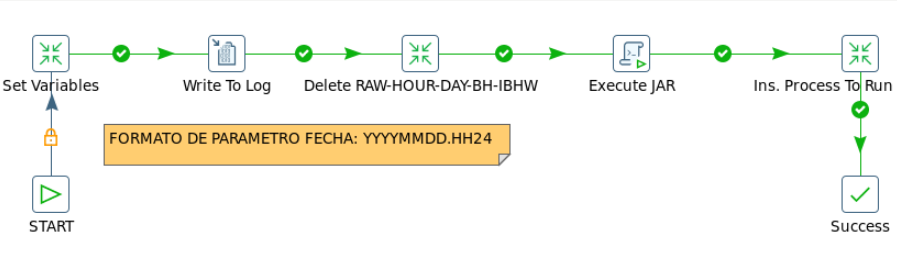 Set Variables
Write To Log
Delete RAW-HOUR-DAY-BH-IBHW
Execute JAR
Ins. Process To Run
FORMATO DE PARAMETRO FECHA: YYYYMMDD.HH24
START
Success